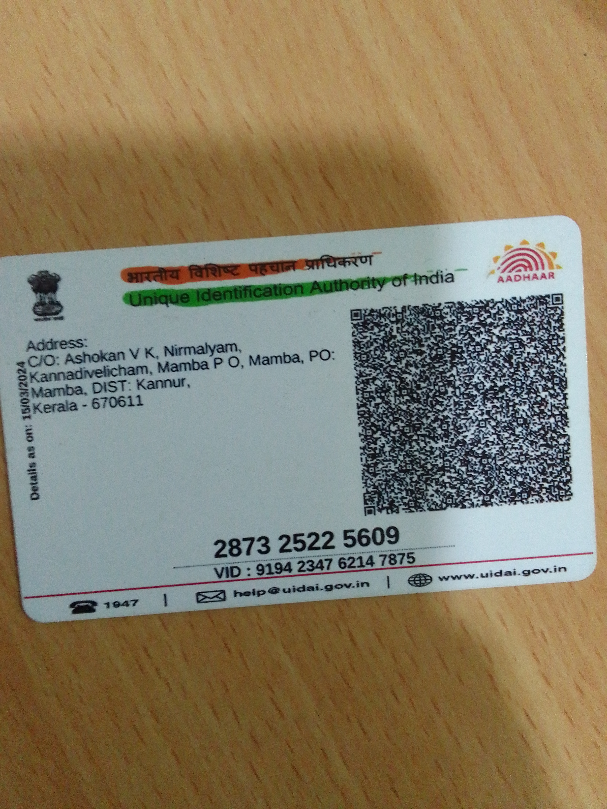 भारतीय विशिष्ट पहचान प्राधिकरण
Unique Identification Authority of India
AADHAAR
Details as on: 15/03/2024
Address:
C/O: Ashokan V K, Nirmalyam,
Kannadivelicham, Mamba P O, Mamba, PO:
Mamba, DIST: Kannur,
Kerala - 670611
2873 2522 5609
VID : 9194 2347 6214 7875
1947 | help@uidai.gov.in | www.uidai.gov.in